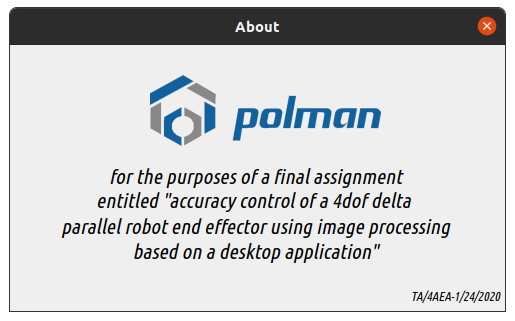 About
polman
for the purposes of a final assignment
entitled "accuracy control of a 4dof delta
parallel robot end effector using image processing
based on a desktop application"
TA/4AEA-1/24/2020